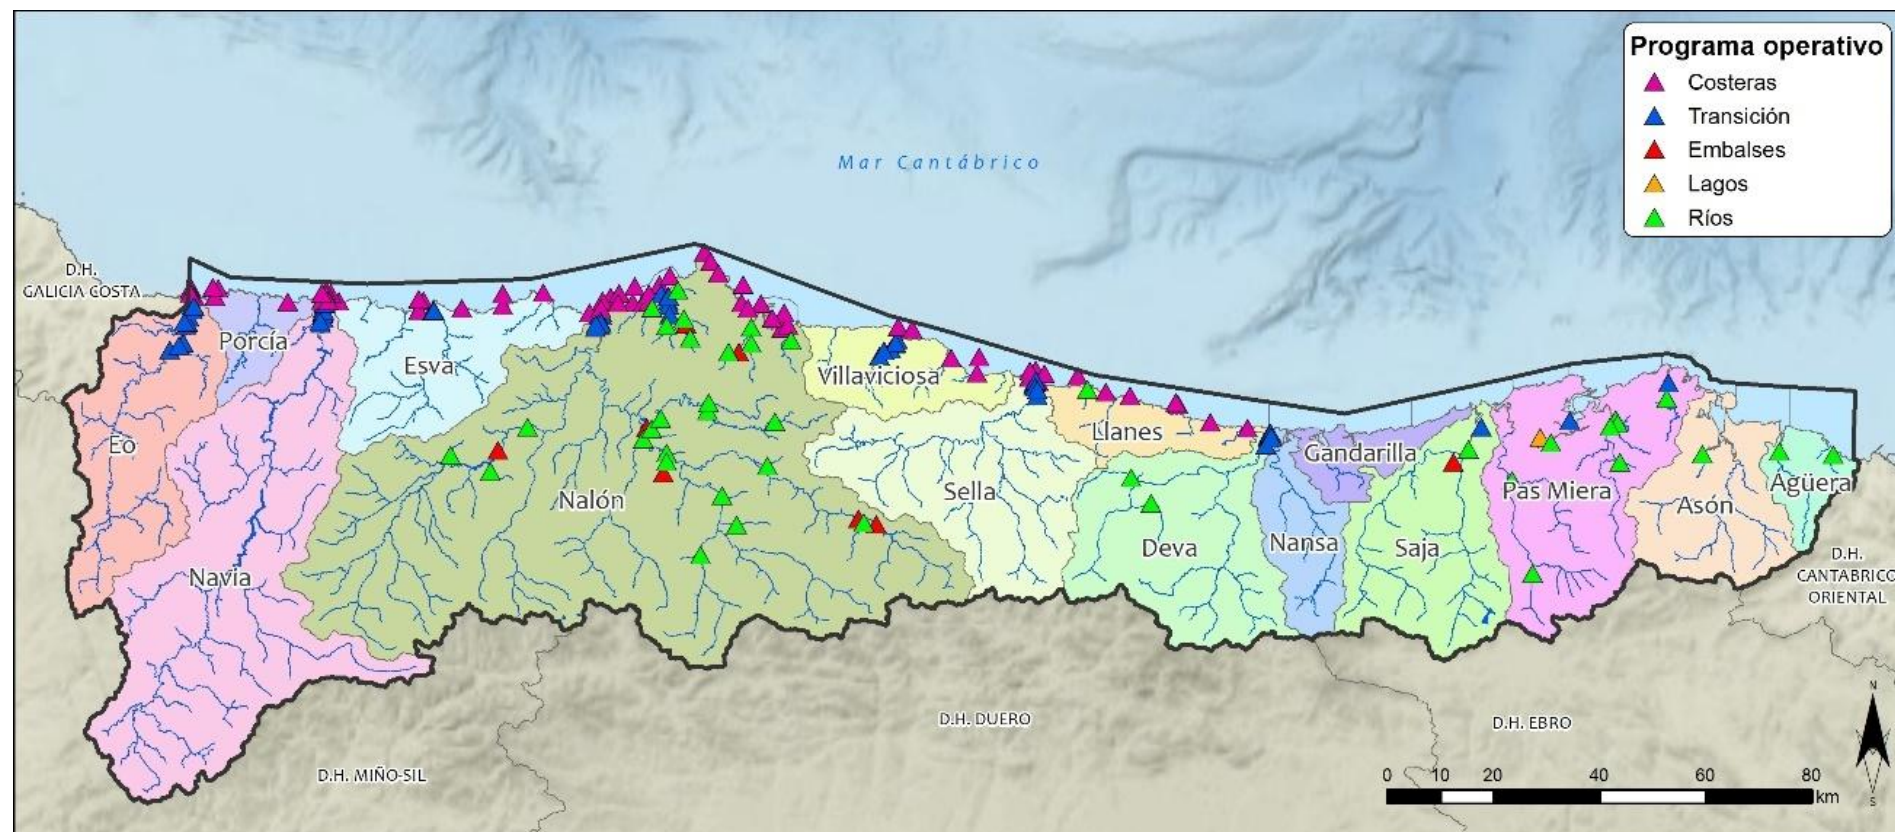 Programa operativo
Costeras
Transición
Embalses
Lagos
Ríos
Mar Cantábrico
D.H.
GALICIA COSTA
Porcía
Esva
Villaviciosa
Eo
Llanes
Gandarilla
Nalón
Sella
Pas Miera
Agüera
Asón
Deva
Nansa
Saja
Navia
D.H.
CANTABRICO
ORIENTAL
D.H. DUERO
D.H. EBRO
D.H. MIÑO-SIL
N
S
0 10 20 40 60 80
km